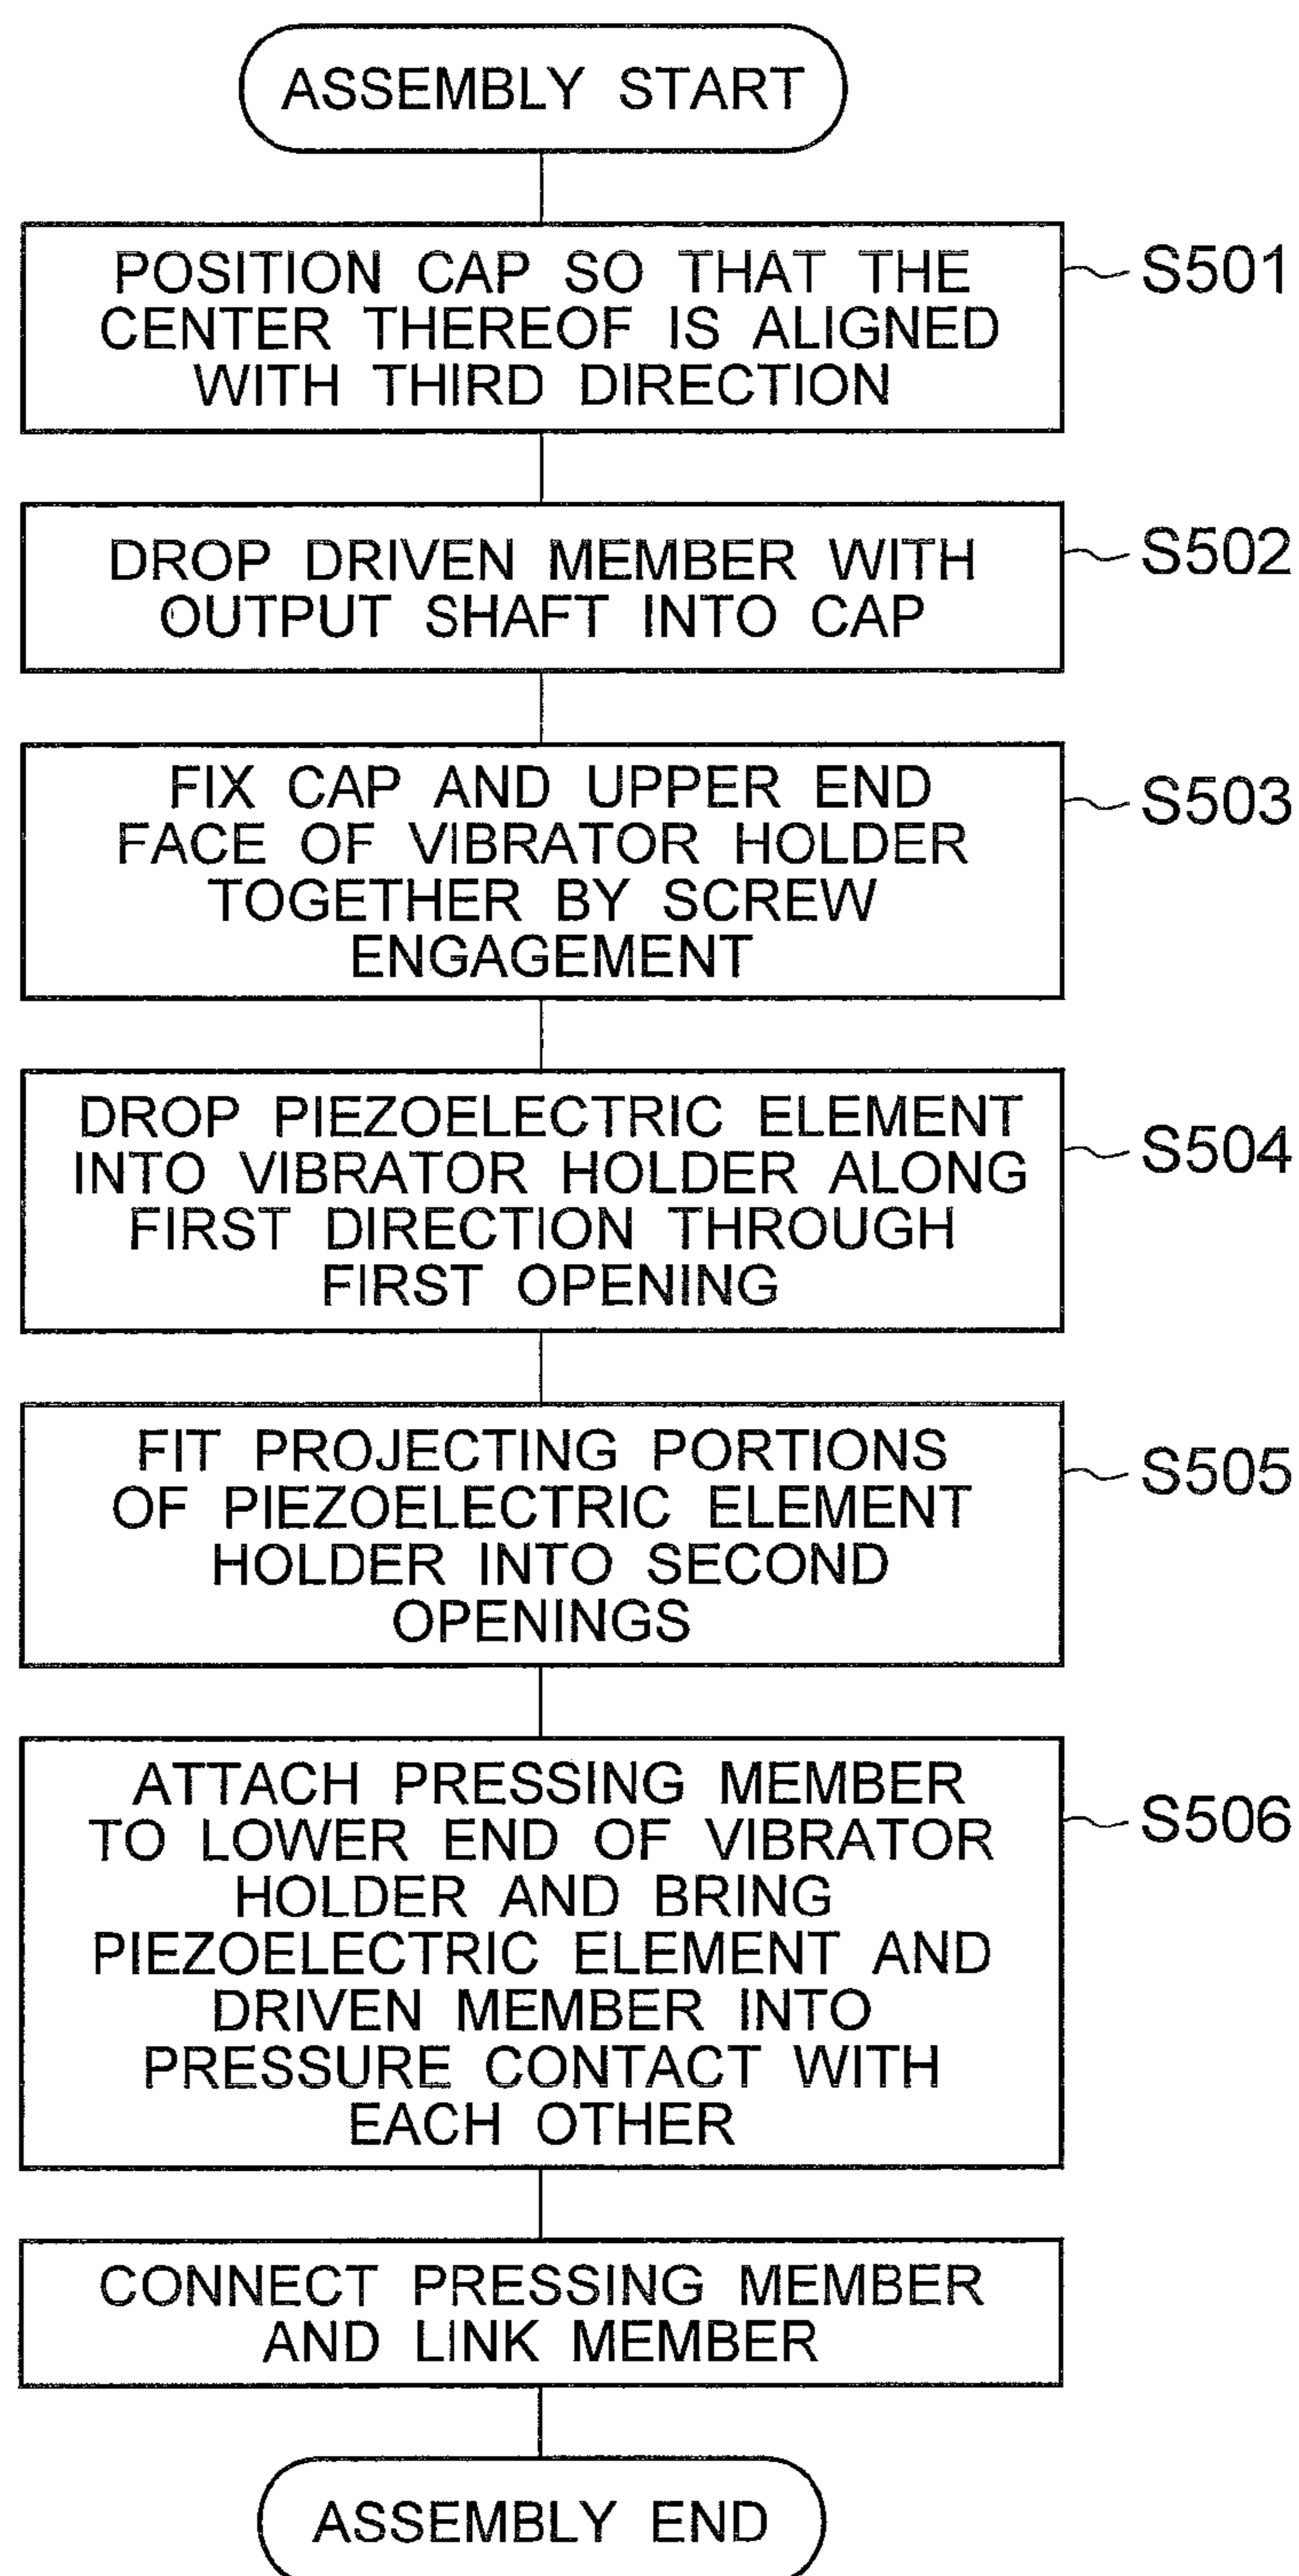 ASSEMBLY START
POSITION CAP SO THAT THE
CENTER THEREOF IS ALIGNED
WITH THIRD DIRECTION
S501
DROP DRIVEN MEMBER WITH
OUTPUT SHAFT INTO CAP
S502
FIX CAP AND UPPER END
FACE OF VIBRATOR HOLDER
TOGETHER BY SCREW
ENGAGEMENT
S503
DROP PIEZOELECTRIC ELEMENT
INTO VIBRATOR HOLDER ALONG
FIRST DIRECTION THROUGH
FIRST OPENING
S504
FIT PROJECTING PORTIONS
OF PIEZOELECTRIC ELEMENT
HOLDER INTO SECOND
OPENINGS
S505
ATTACH PRESSING MEMBER
TO LOWER END OF VIBRATOR
HOLDER AND BRING
PIEZOELECTRIC ELEMENT AND
DRIVEN MEMBER INTO
PRESSURE CONTACT WITH
EACH OTHER
S506
CONNECT PRESSING MEMBER
AND LINK MEMBER
ASSEMBLY END